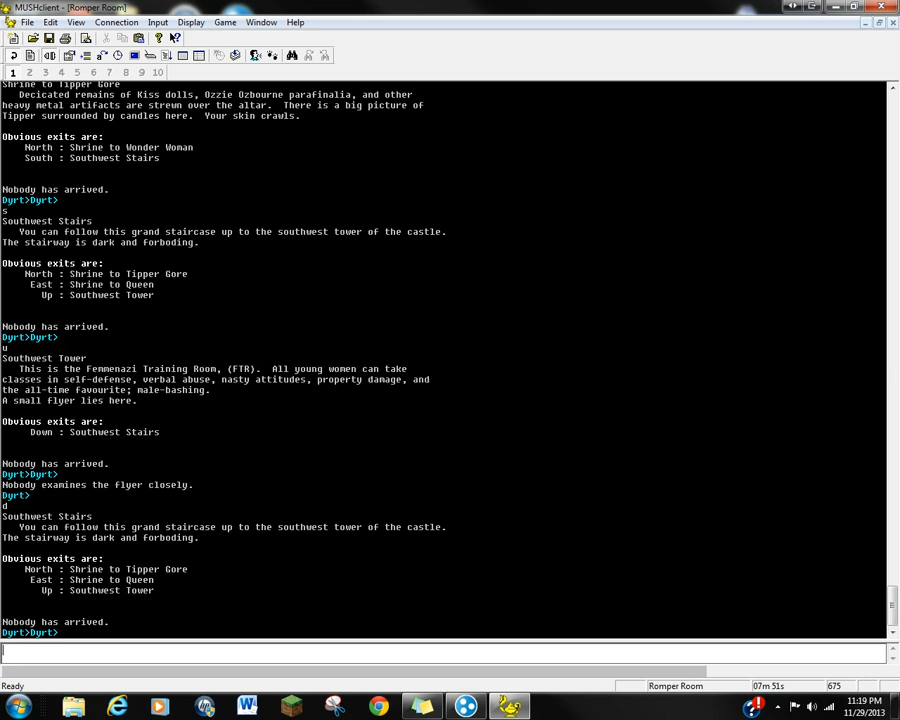 MUSHclient - [Romper Room]
File Edit View Connection Input Display Game Window Help
1 2 3 4 5 6 7 8 9 10
Shrine to Tipper Gore
Decicated remains of Kiss dolls, Ozzie Ozbourne parafinalia, and other
heavy metal artifacts are strewn over the altar. There is a big picture of
Tipper surrounded by candles here. Your skin crawls.
Obvious exits are:
North : Shrine to Wonder Woman
South : Southwest Stairs
Nobody has arrived.
Dyrt>Dyrt>
s
Southwest Stairs
You can follow this grand staircase up to the southwest tower of the castle.
The stairway is dark and forboding.
Obvious exits are:
North : Shrine to Tipper Gore
East : Shrine to Queen
Up : Southwest Tower
Nobody has arrived.
Dyrt>Dyrt>
u
Southwest Tower
This is the Femmenazi Training Room, (FTR). All young women can take
classes in self-defense, verbal abuse, nasty attitudes, property damage, and
the all-time favourite; male-bashing.
A small flyer lies here.
Obvious exits are:
Down : Southwest Stairs
Nobody has arrived.
Dyrt>Dyrt>
Nobody examines the flyer closely.
Dyrt>
d
Southwest Stairs
You can follow this grand staircase up to the southwest tower of the castle.
The stairway is dark and forboding.
Obvious exits are:
North : Shrine to Tipper Gore
East : Shrine to Queen
Up : Southwest Tower
Nobody has arrived.
Dyrt>Dyrt>
Ready Romper Room 07m 51s 675
11:19 PM
11/29/2013